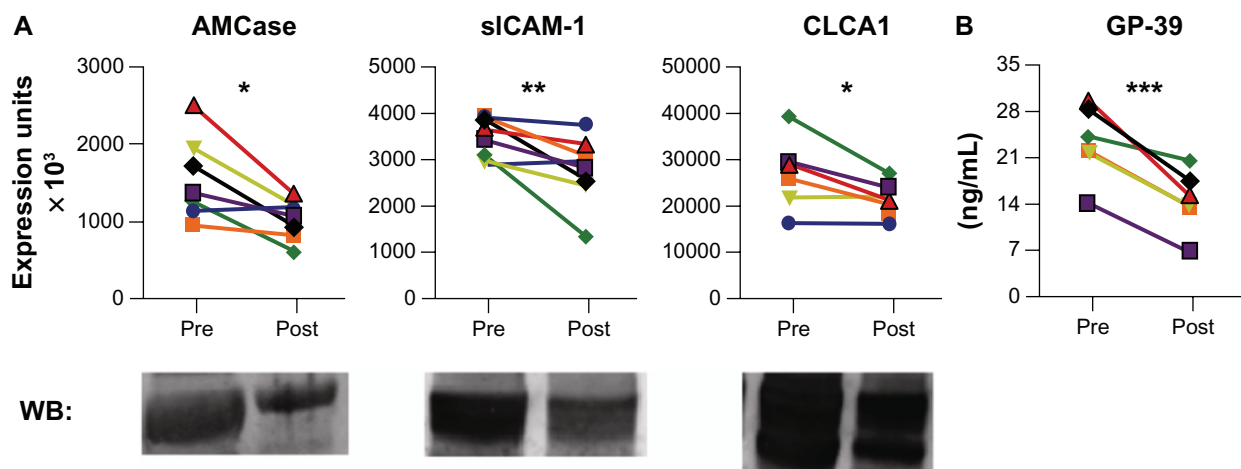 A
AMCase
sICAM-1
CLCA1
B
GP-39
Expression units
× 10³
3000
2000
1000
0
*
Pre
Post
5000
4000
3000
2000
1000
0
**
Pre
Post
50000
40000
30000
20000
10000
0
*
Pre
Post
(ng/mL)
35
28
21
14
7
0
***
Pre
Post
WB: